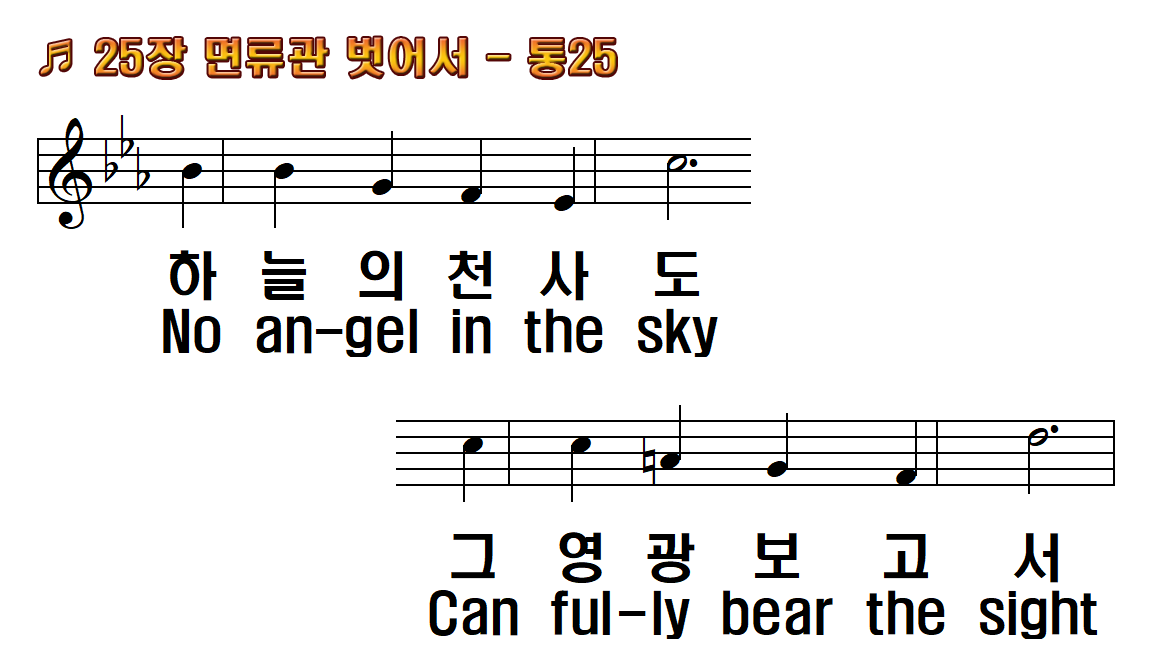 ♬ 25장 면류관 벗어서 - 통25
하 늘 의 천 사 도
No an-gel in the sky
그 영 광 보 고 서
Can ful-ly bear the sight